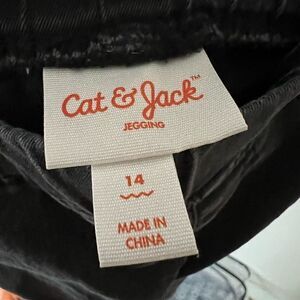 Cat & Jack™
JEGGING
14
MADE IN
CHINA